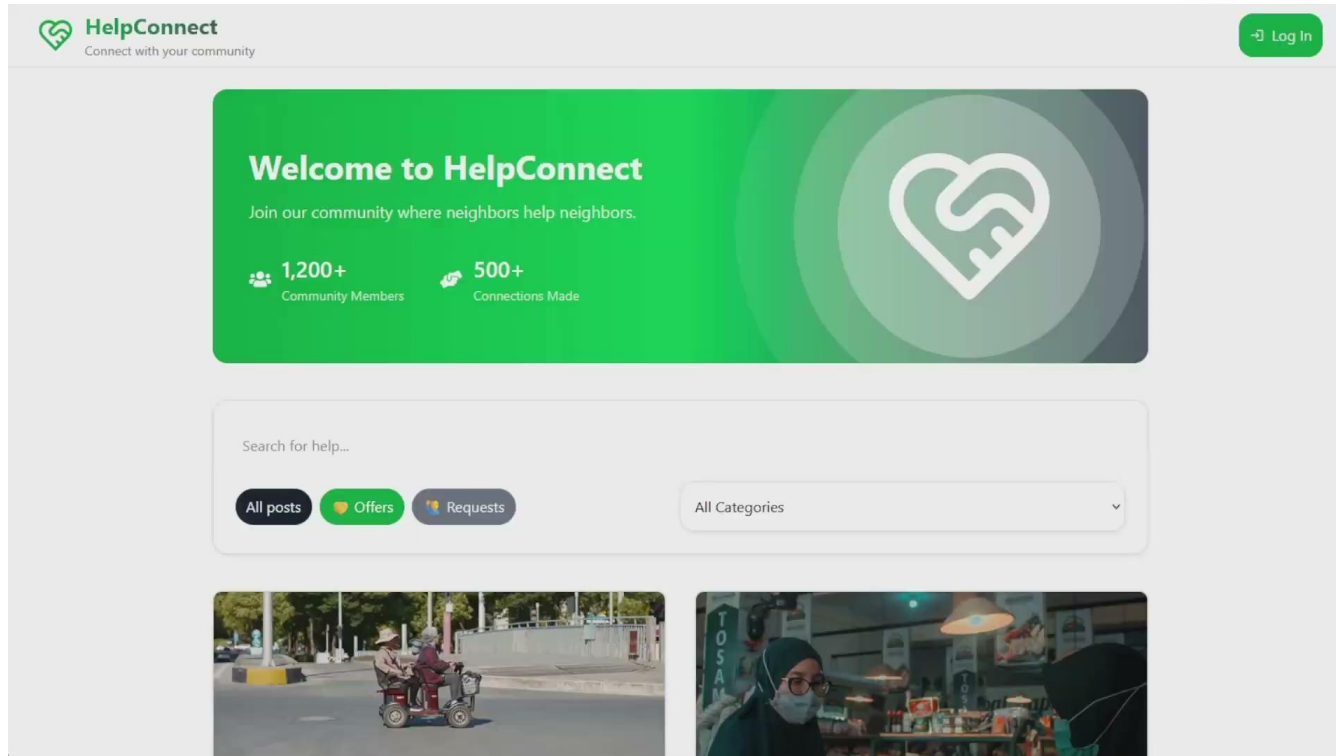 HelpConnect
Connect with your community
Log In
Welcome to HelpConnect
Join our community where neighbors help neighbors.
1,200+
Community Members
500+
Connections Made
Search for help...
All posts
Offers
Requests
All Categories
TOSAM